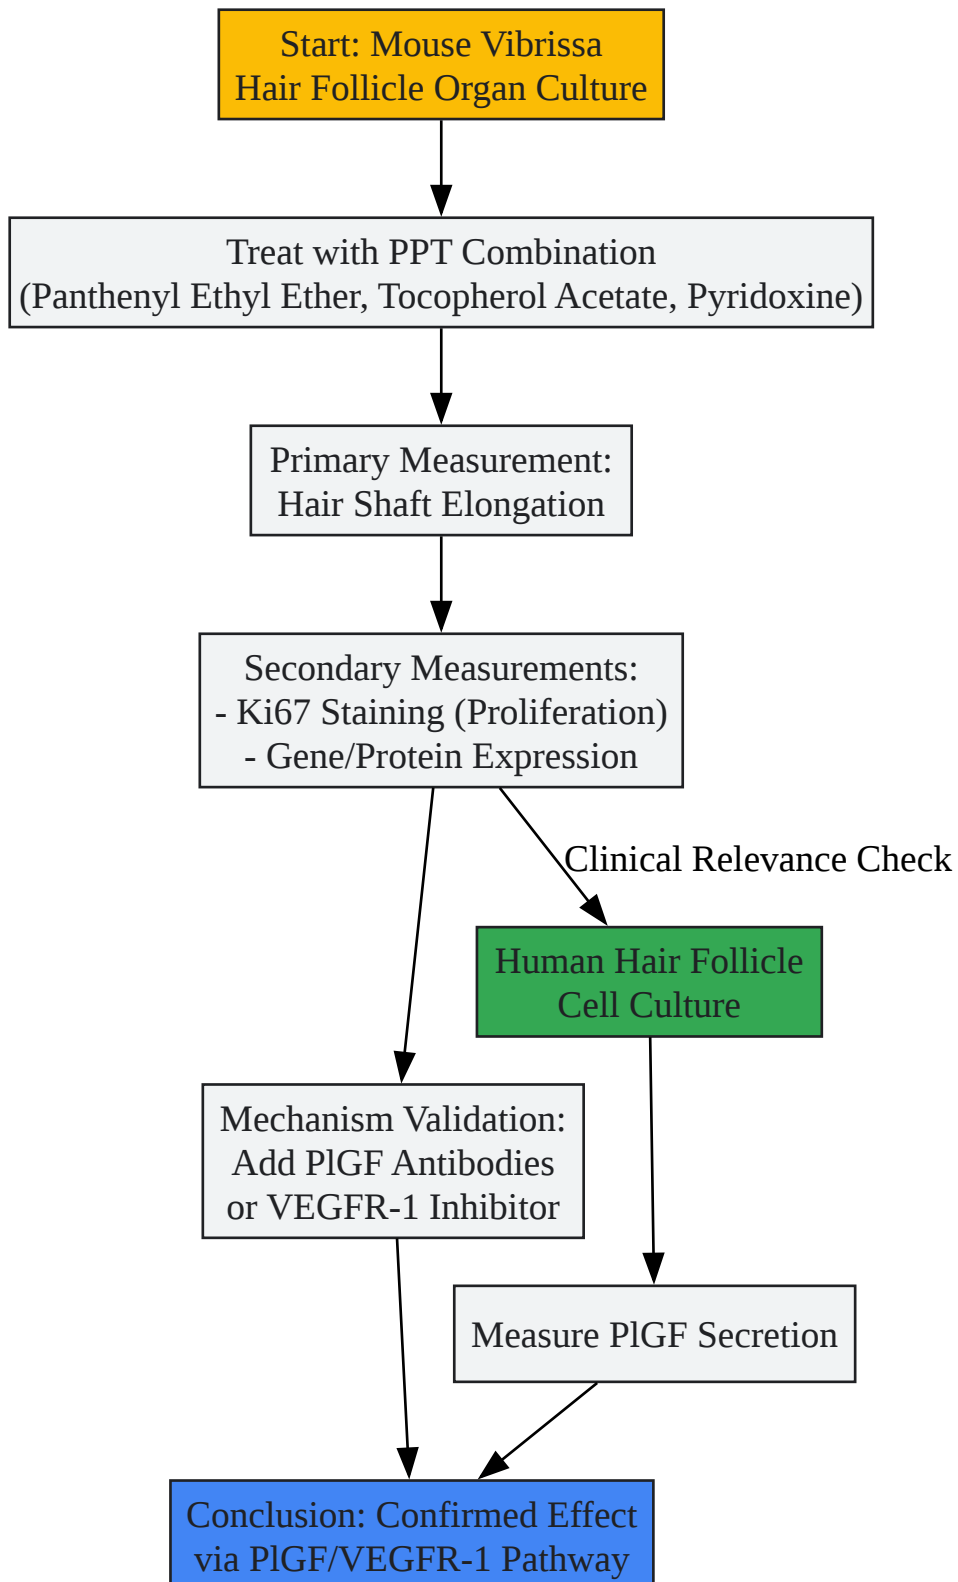 Start: Mouse Vibrissa
Hair Follicle Organ Culture
Treat with PPT Combination
(Panthenyl Ethyl Ether, Tocopherol Acetate, Pyridoxine)
Primary Measurement:
Hair Shaft Elongation
Secondary Measurements:
- Ki67 Staining (Proliferation)
- Gene/Protein Expression
Clinical Relevance Check
Human Hair Follicle
Cell Culture
Mechanism Validation:
Add PlGF Antibodies
or VEGFR-1 Inhibitor
Measure PlGF Secretion
Conclusion: Confirmed Effect
via PlGF/VEGFR-1 Pathway